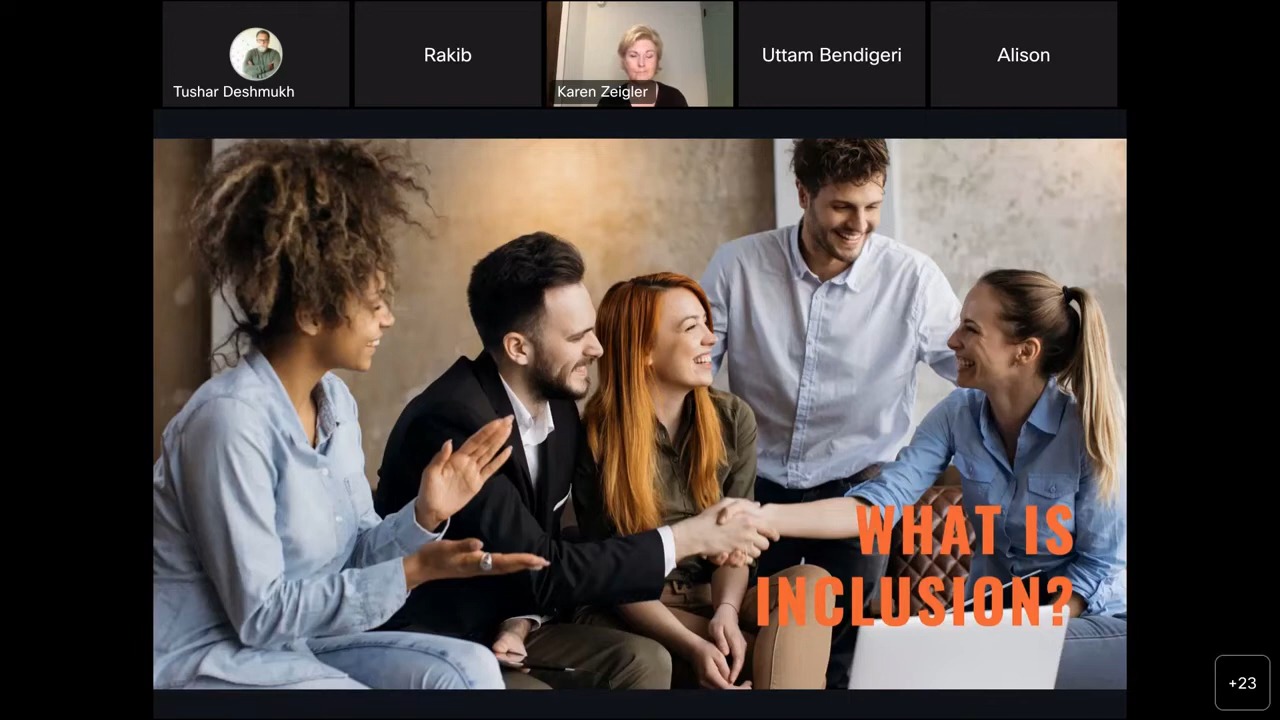 Tushar Deshmukh
Rakib
Karen Zeigler
Uttam Bendigeri
Alison
WHAT IS
INCLUSION?
+23